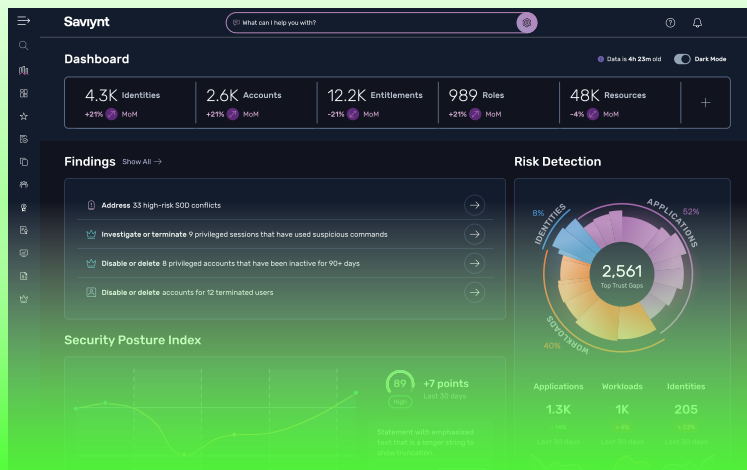 Saviynt
What can I help you with?
Dashboard
Data is 4h 23m old
Dark Mode
4.3K Identities
+21% MoM
2.6K Accounts
+21% MoM
12.2K Entitlements
-21% MoM
989 Roles
+21% MoM
48K Resources
-4% MoM
Findings Show All →
Address 33 high-risk SOD conflicts
Investigate or terminate 9 privileged sessions that have used suspicious commands
Disable or delete 8 privileged accounts that have been inactive for 90+ days
Disable or delete accounts for 12 terminated users
Risk Detection
8%
IDENTITIES
APPLICATIONS
52%
2,561
Top Trust Gaps
WORKLOADS
40%
Applications
1.3K
Last 30 days
Workloads
1K
Last 30 days
Identities
205
Last 30 days
Security Posture Index
89
High
+7 points
Last 30 days
Statement with emphasized
text that is a longer string to
show truncation